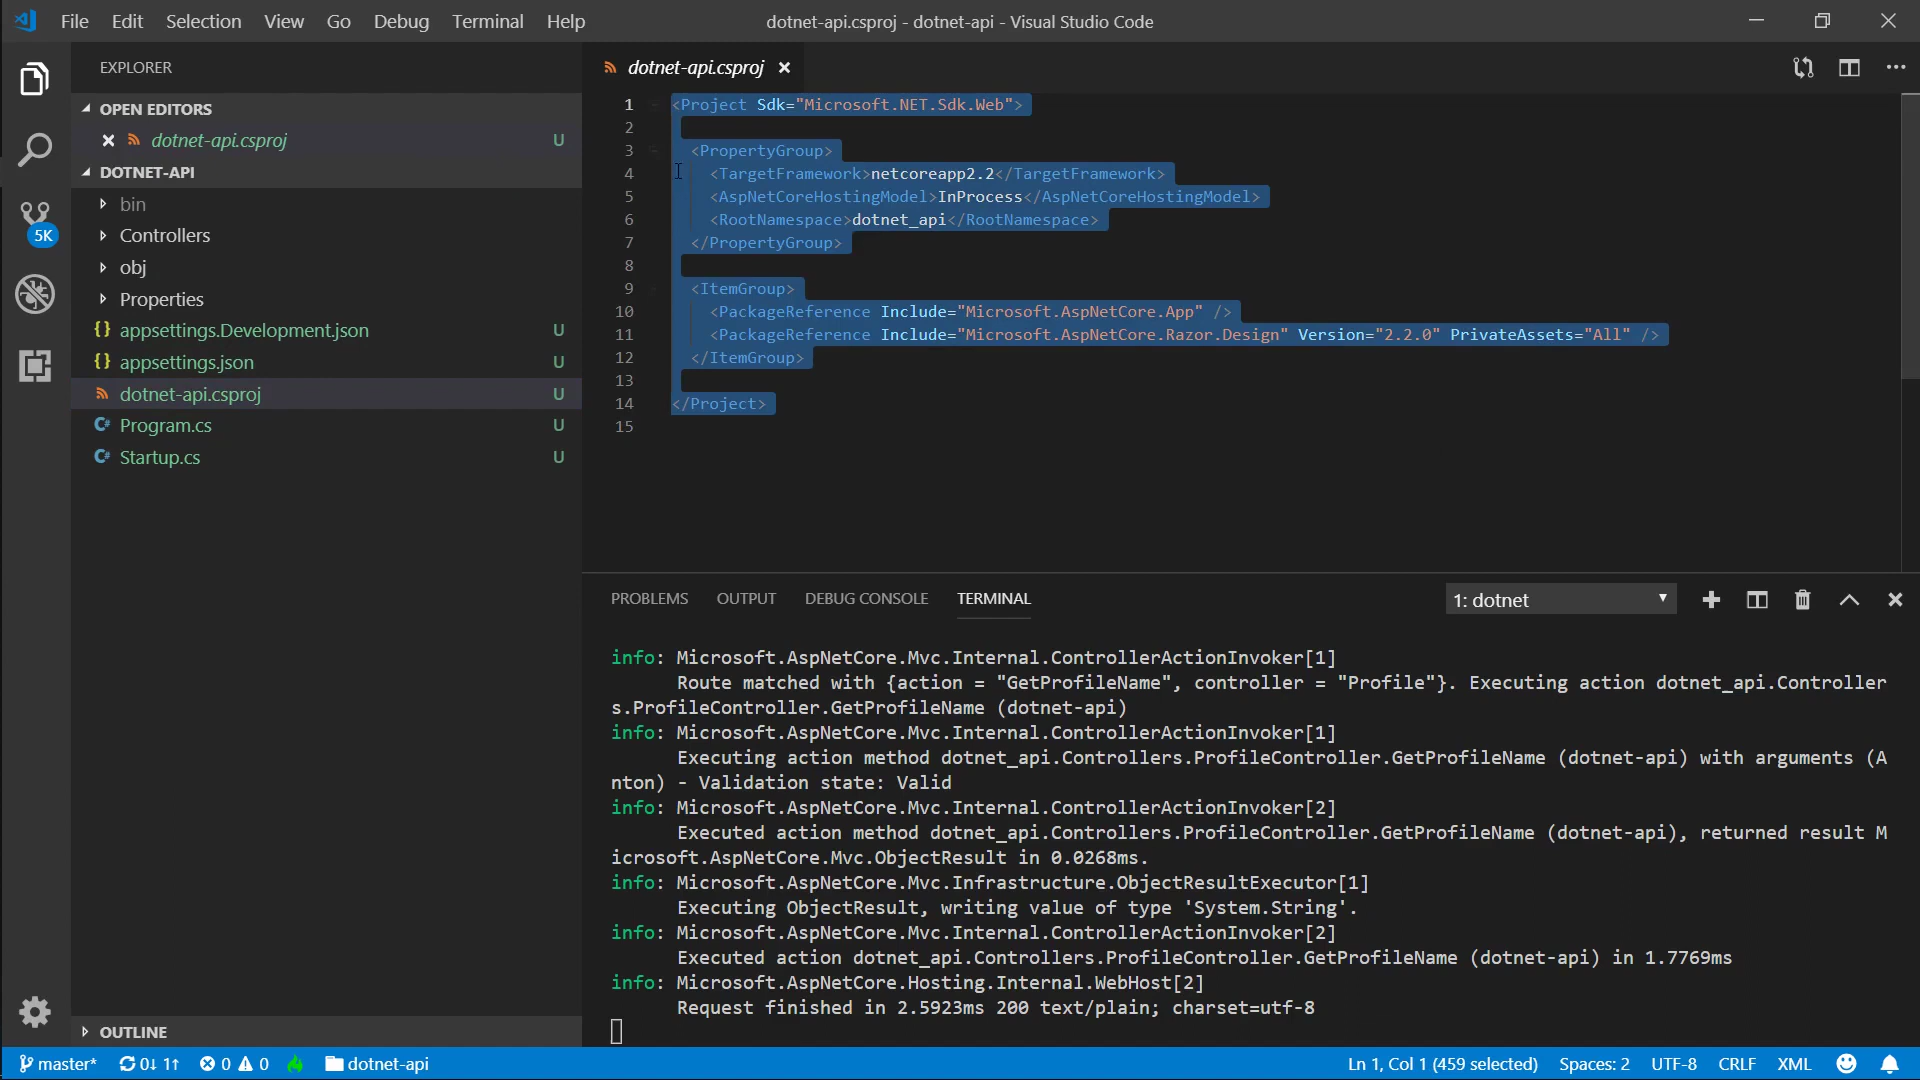 File Edit Selection View Go Debug Terminal Help
dotnet-api.csproj - dotnet-api - Visual Studio Code
EXPLORER
OPEN EDITORS
dotnet-api.csproj U
DOTNET-API
bin
Controllers
obj
Properties
{} appsettings.Development.json U
{} appsettings.json U
dotnet-api.csproj U
C# Program.cs U
C# Startup.cs U
OUTLINE
5K
dotnet-api.csproj
1 <Project Sdk="Microsoft.NET.Sdk.Web">
2
3 <PropertyGroup>
4 <TargetFramework>netcoreapp2.2</TargetFramework>
5 <AspNetCoreHostingModel>InProcess</AspNetCoreHostingModel>
6 <RootNamespace>dotnet_api</RootNamespace>
7 </PropertyGroup>
8
9 <ItemGroup>
10 <PackageReference Include="Microsoft.AspNetCore.App" />
11 <PackageReference Include="Microsoft.AspNetCore.Razor.Design" Version="2.2.0" PrivateAssets="All" />
12 </ItemGroup>
13
14 </Project>
15
PROBLEMS OUTPUT DEBUG CONSOLE TERMINAL
1: dotnet
info: Microsoft.AspNetCore.Mvc.Internal.ControllerActionInvoker[1]
Route matched with {action = "GetProfileName", controller = "Profile"}. Executing action dotnet_api.Controller
s.ProfileController.GetProfileName (dotnet-api)
info: Microsoft.AspNetCore.Mvc.Internal.ControllerActionInvoker[1]
Executing action method dotnet_api.Controllers.ProfileController.GetProfileName (dotnet-api) with arguments (A
nton) - Validation state: Valid
info: Microsoft.AspNetCore.Mvc.Internal.ControllerActionInvoker[2]
Executed action method dotnet_api.Controllers.ProfileController.GetProfileName (dotnet-api), returned result M
icrosoft.AspNetCore.Mvc.ObjectResult in 0.0268ms.
info: Microsoft.AspNetCore.Mvc.Infrastructure.ObjectResultExecutor[1]
Executing ObjectResult, writing value of type 'System.String'.
info: Microsoft.AspNetCore.Mvc.Internal.ControllerActionInvoker[2]
Executed action dotnet_api.Controllers.ProfileController.GetProfileName (dotnet-api) in 1.7769ms
info: Microsoft.AspNetCore.Hosting.Internal.WebHost[2]
Request finished in 2.5923ms 200 text/plain; charset=utf-8
master* 0↓ 1↑ 0 0 dotnet-api
Ln 1, Col 1 (459 selected) Spaces: 2 UTF-8 CRLF XML